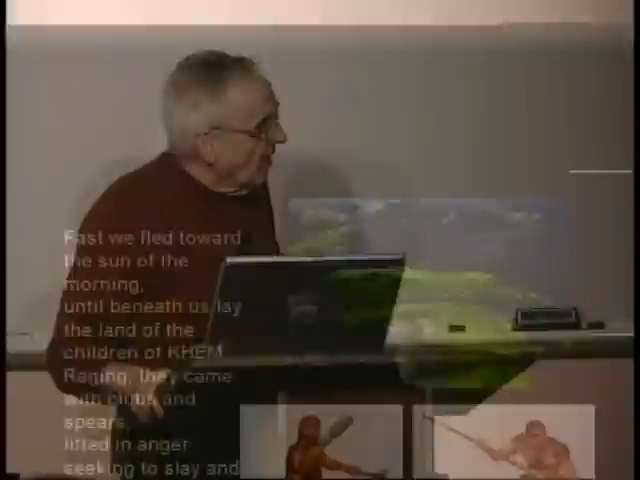 Fast we fled toward
the sun of the
morning,
until beneath us lay
the land of the
children of KHEM
Raging, they came
with clubs and
spears,
lifted in anger
seeking to slay and